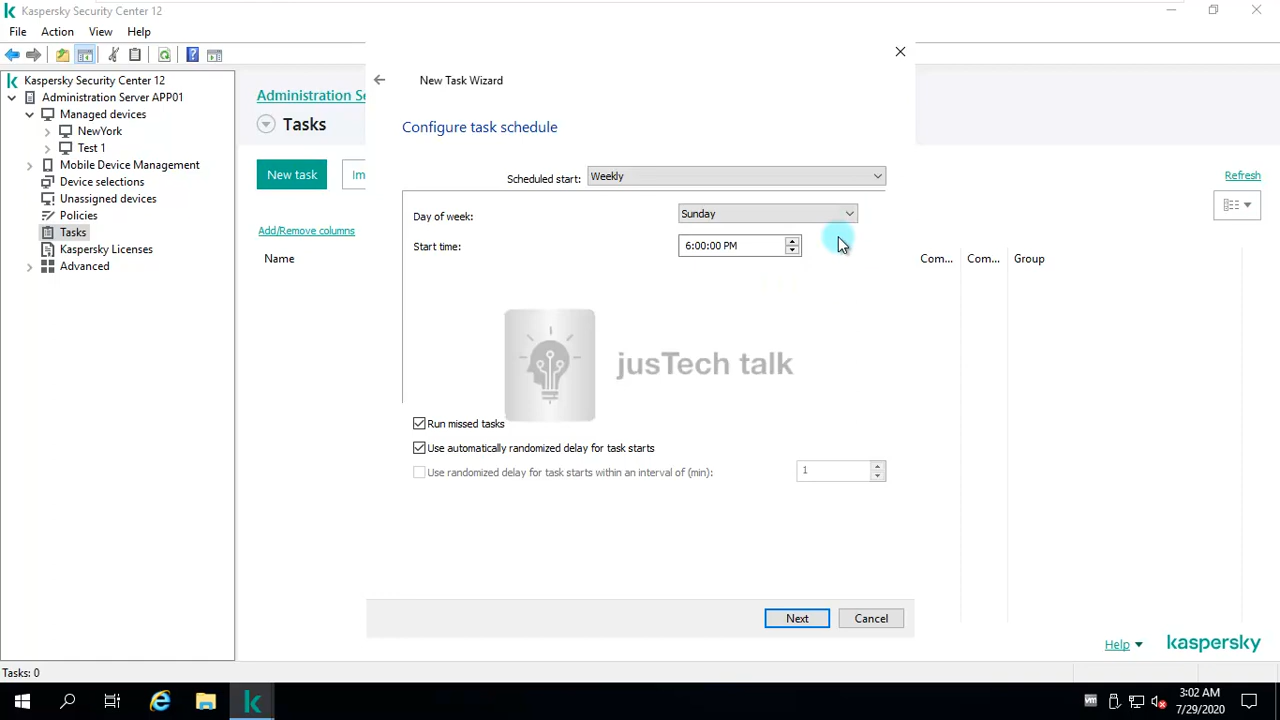 Kaspersky Security Center 12
File Action View Help
Kaspersky Security Center 12
Administration Server APP01
Managed devices
NewYork
Test 1
Mobile Device Management
Device selections
Unassigned devices
Policies
Tasks
Kaspersky Licenses
Advanced
Administration Se
Tasks
New task
Im
Add/Remove columns
Refresh
Name
Com...
Com...
Group
New Task Wizard
Configure task schedule
Scheduled start: Weekly
Day of week: Sunday
Start time: 6:00:00 PM
jusTech talk
Run missed tasks
Use automatically randomized delay for task starts
Use randomized delay for task starts within an interval of (min): 1
Next Cancel
Help
kaspersky
Tasks: 0
3:02 AM
7/29/2020